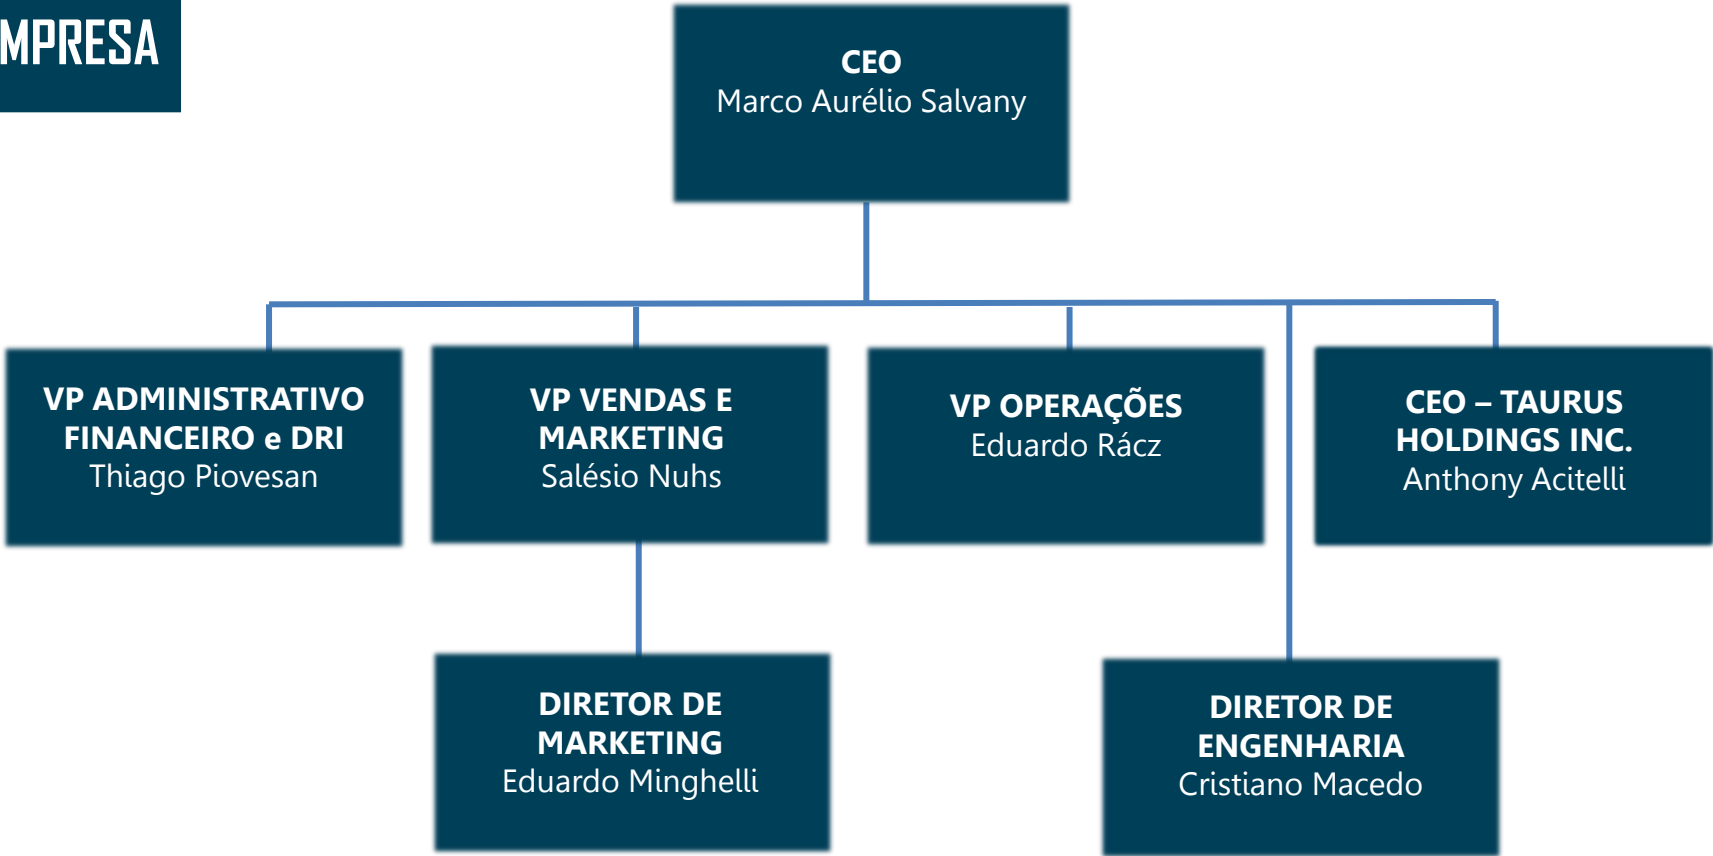 MPRESA
CEO
Marco Aurélio Salvany
VP ADMINISTRATIVO
FINANCEIRO e DRI
Thiago Piovesan
VP VENDAS E
MARKETING
Salésio Nuhs
VP OPERAÇÕES
Eduardo Rácz
CEO – TAURUS
HOLDINGS INC.
Anthony Acitelli
DIRETOR DE
MARKETING
Eduardo Minghelli
DIRETOR DE
ENGENHARIA
Cristiano Macedo